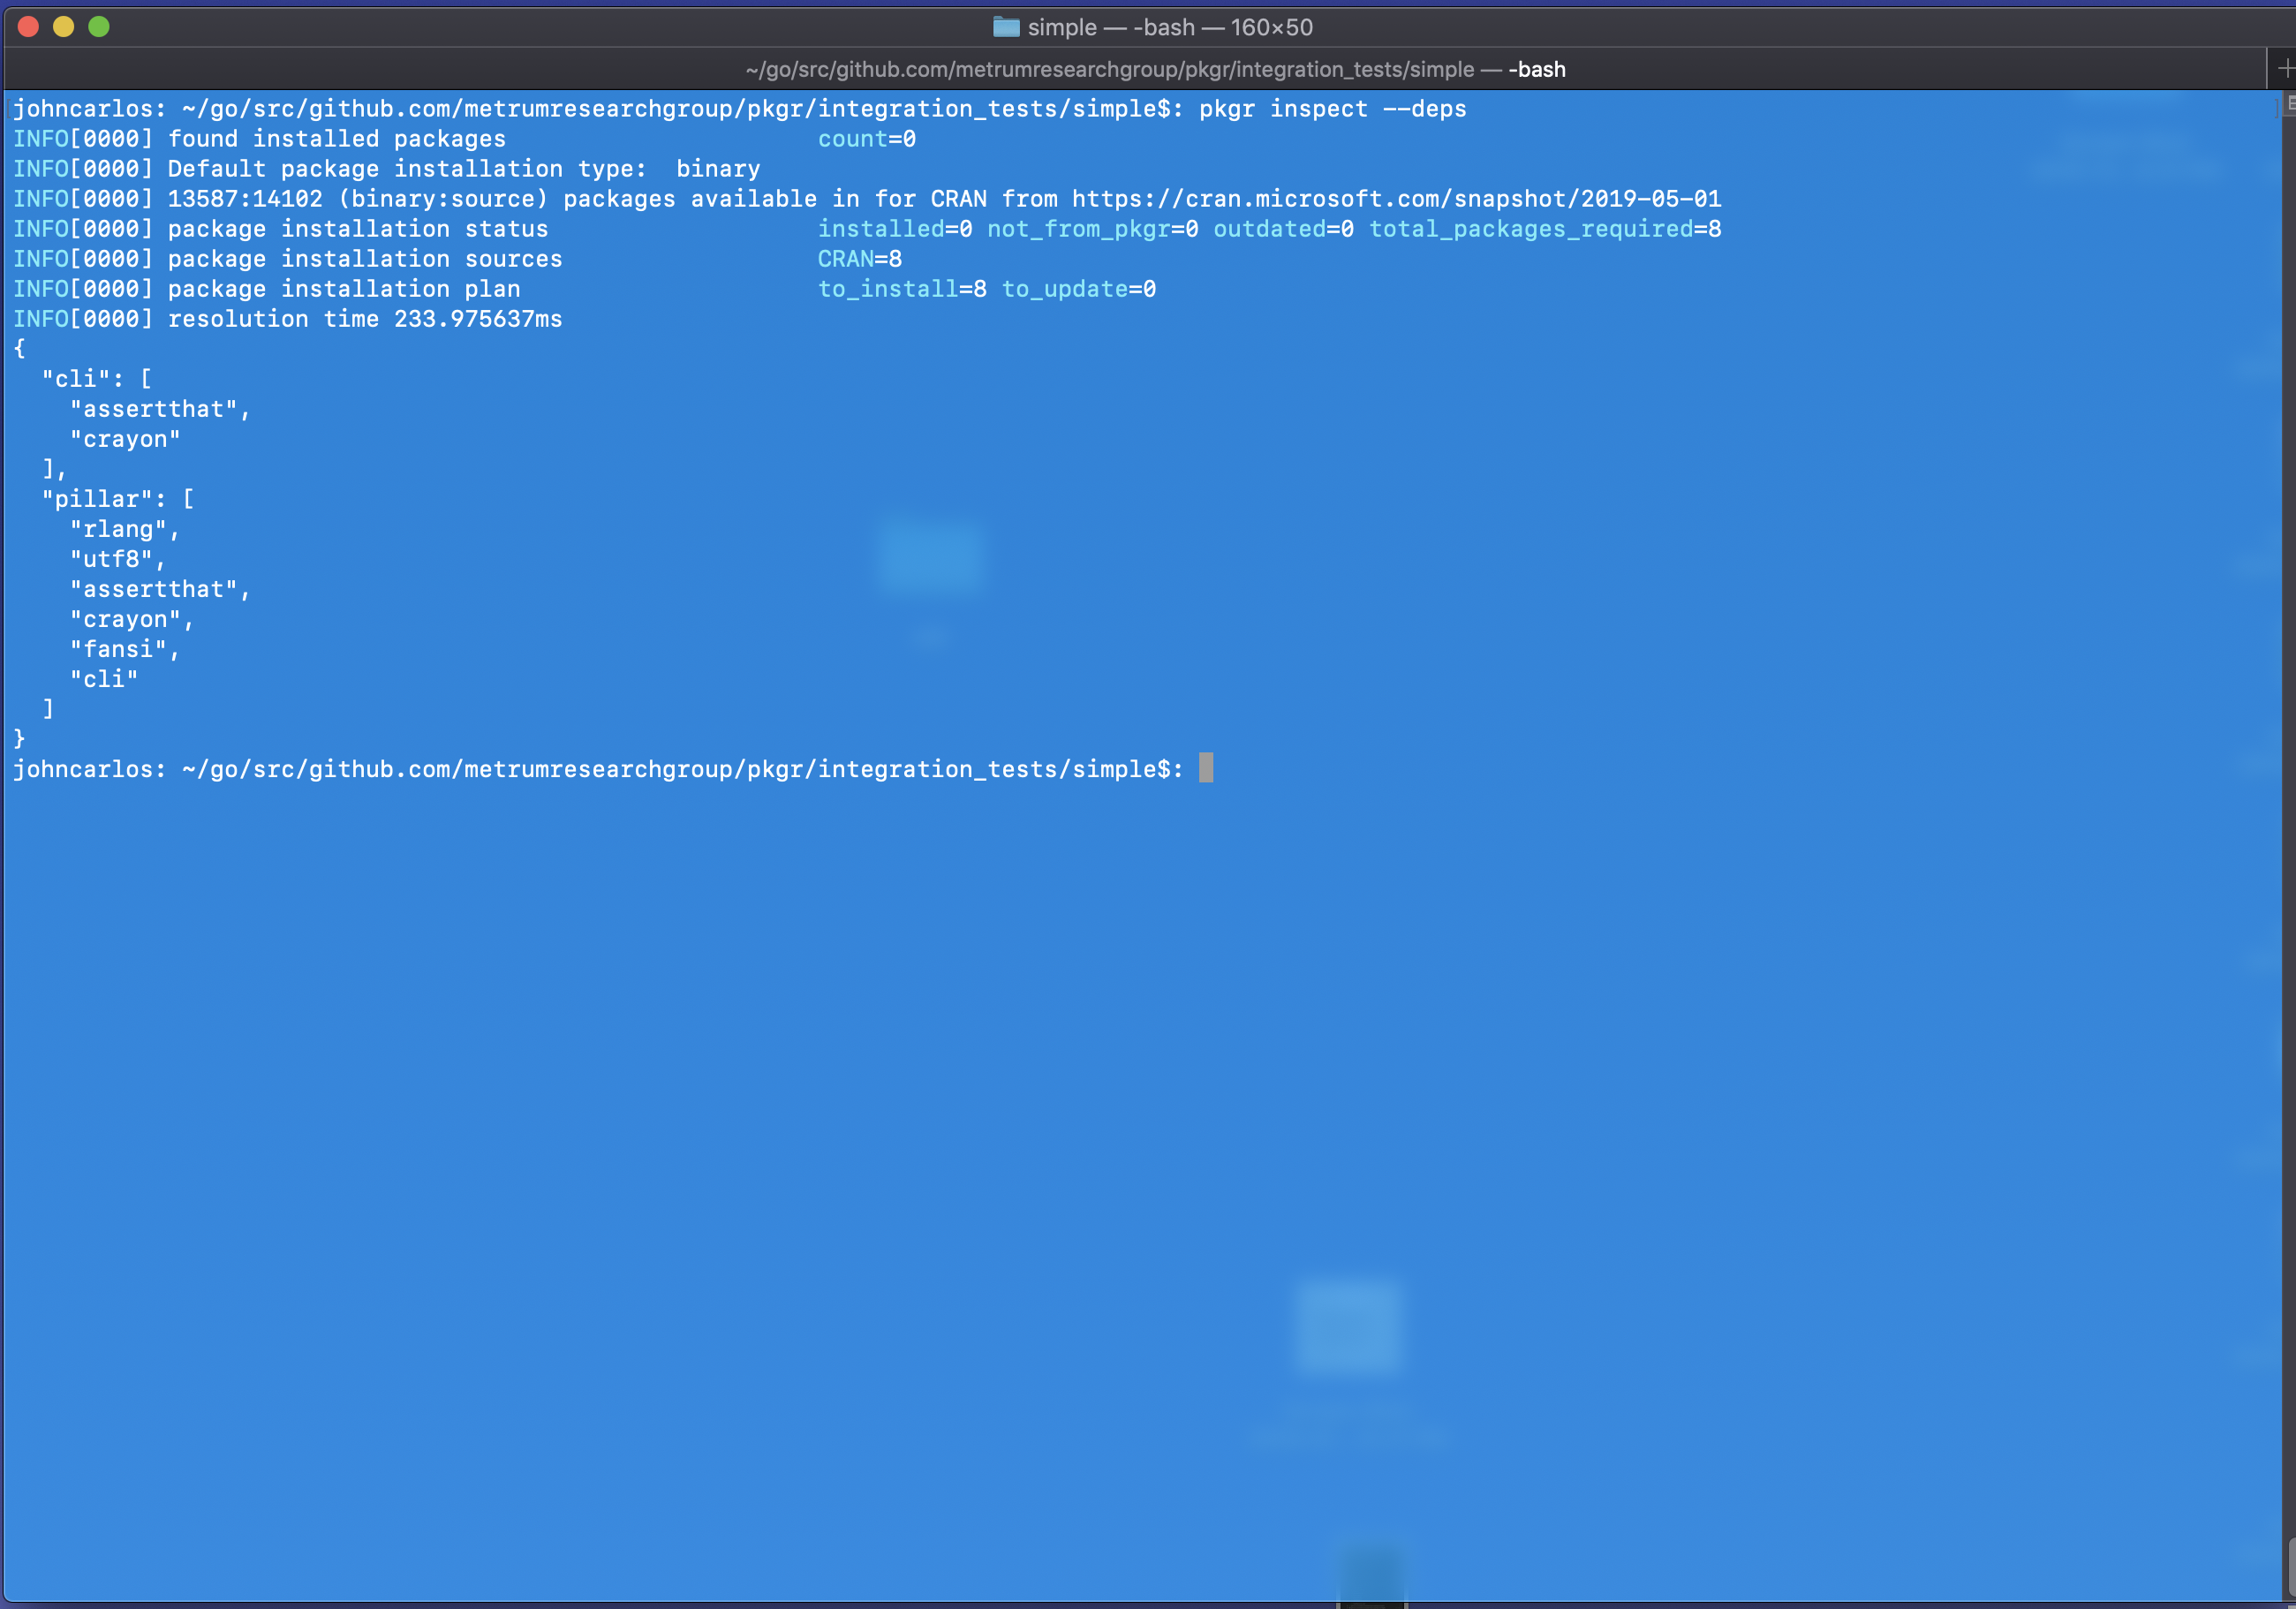 simple — -bash — 160×50
~/go/src/github.com/metrumresearchgroup/pkgr/integration_tests/simple — -bash
johncarlos: ~/go/src/github.com/metrumresearchgroup/pkgr/integration_tests/simple$: pkgr inspect --deps
INFO[0000] found installed packages                      count=0
INFO[0000] Default package installation type:  binary
INFO[0000] 13587:14102 (binary:source) packages available in for CRAN from https://cran.microsoft.com/snapshot/2019-05-01
INFO[0000] package installation status                   installed=0 not_from_pkgr=0 outdated=0 total_packages_required=8
INFO[0000] package installation sources                  CRAN=8
INFO[0000] package installation plan                     to_install=8 to_update=0
INFO[0000] resolution time 233.975637ms
{
  "cli": [
    "assertthat",
    "crayon"
  ],
  "pillar": [
    "rlang",
    "utf8",
    "assertthat",
    "crayon",
    "fansi",
    "cli"
  ]
}
johncarlos: ~/go/src/github.com/metrumresearchgroup/pkgr/integration_tests/simple$: